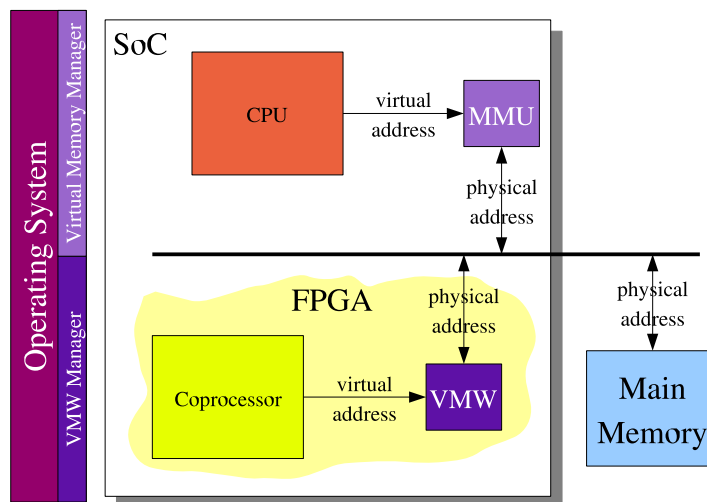 Operating System
Virtual Memory Manager
VMW Manager
SoC
CPU
virtual
address
MMU
physical
address
FPGA
physical
address
physical
address
Coprocessor
virtual
address
VMW
Main
Memory